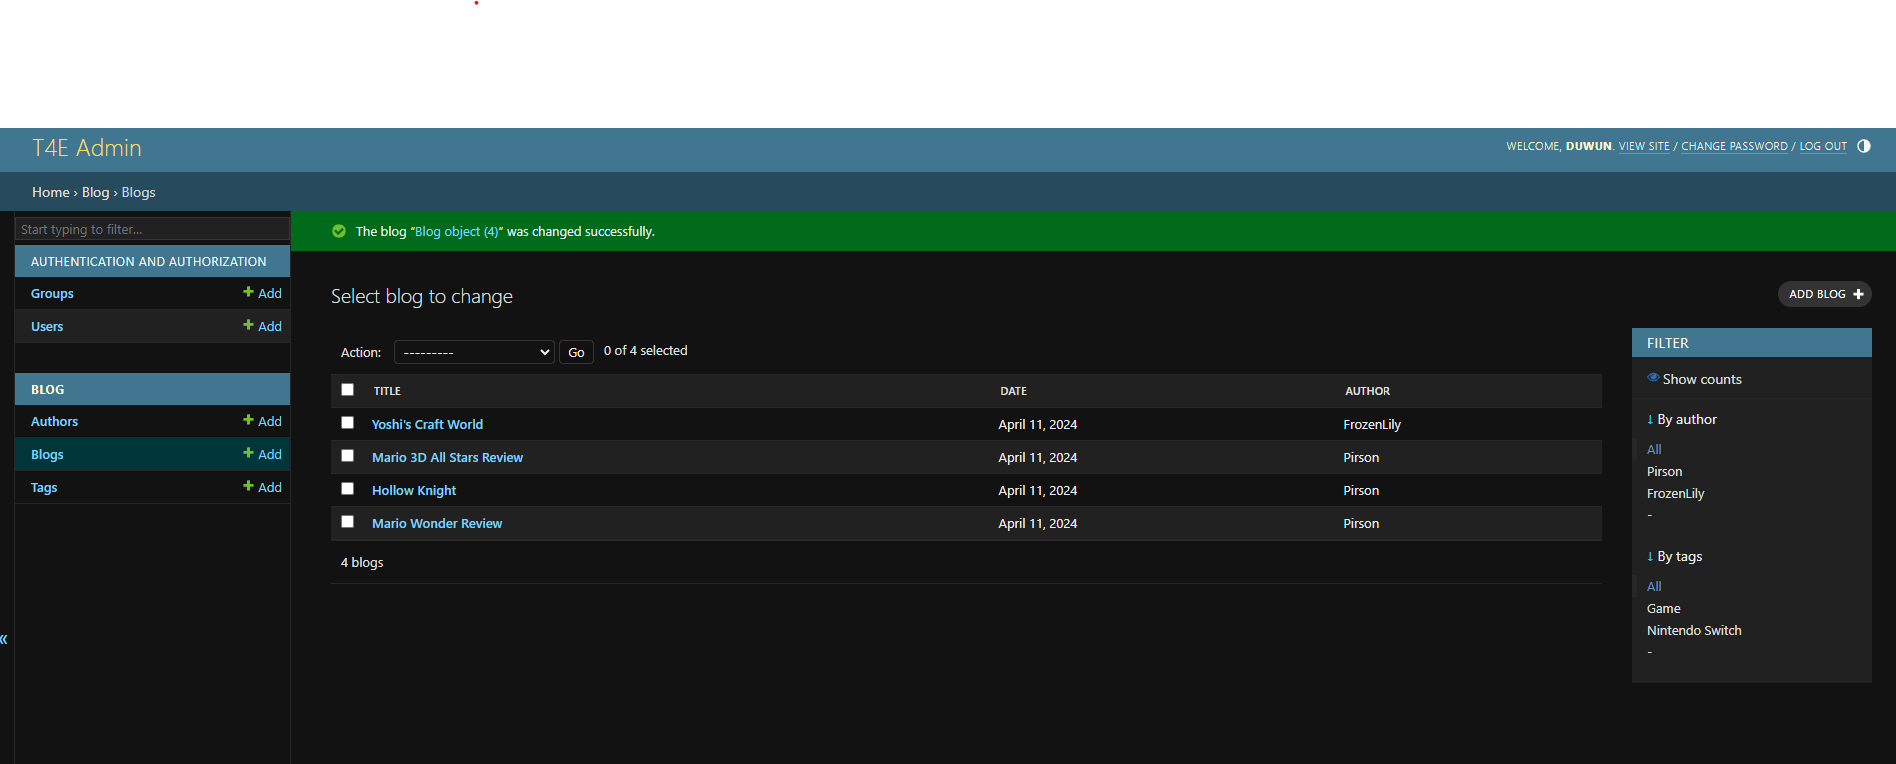 T4E Admin
WELCOME, DUWUN. VIEW SITE / CHANGE PASSWORD / LOG OUT
Home › Blog › Blogs
Start typing to filter...
AUTHENTICATION AND AUTHORIZATION
Groups + Add
Users + Add
BLOG
Authors + Add
Blogs + Add
Tags + Add
«
The blog “Blog object (4)” was changed successfully.
Select blog to change
ADD BLOG +
Action: --------- Go 0 of 4 selected
TITLE DATE AUTHOR
Yoshi's Craft World April 11, 2024 FrozenLily
Mario 3D All Stars Review April 11, 2024 Pirson
Hollow Knight April 11, 2024 Pirson
Mario Wonder Review April 11, 2024 Pirson
4 blogs
FILTER
Show counts
↓ By author
All
Pirson
FrozenLily
-
↓ By tags
All
Game
Nintendo Switch
-